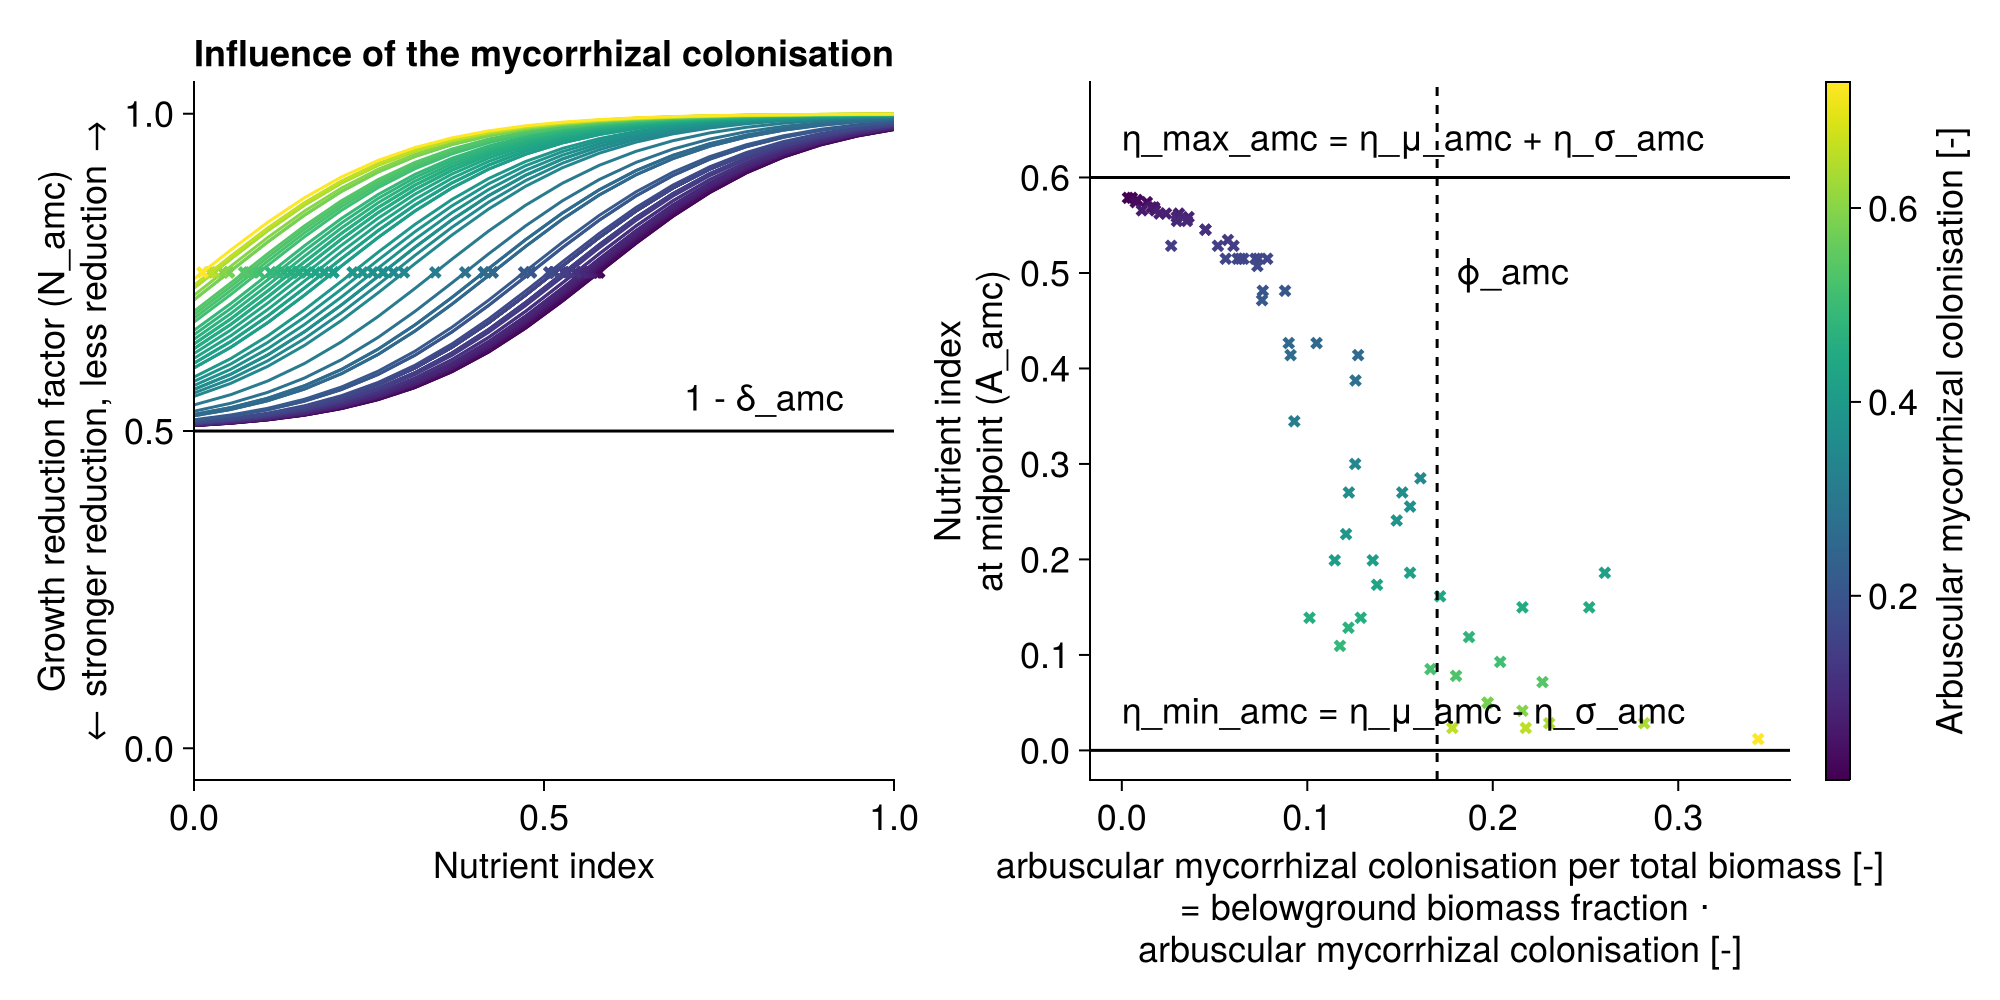 Influence of the mycorrhizal colonisation
Growth reduction factor (N_amc)
← stronger reduction, less reduction →
1.0
0.5
0.0
1 - δ_amc
0.0
0.5
1.0
Nutrient index
Nutrient index
at midpoint (A_amc)
0.6
0.5
0.4
0.3
0.2
0.1
0.0
η_max_amc = η_μ_amc + η_σ_amc
ϕ_amc
η_min_amc = η_μ_amc - η_σ_amc
0.0
0.1
0.2
0.3
arbuscular mycorrhizal colonisation per total biomass [-]
= belowground biomass fraction ⋅
arbuscular mycorrhizal colonisation [-]
0.6
0.4
0.2
Arbuscular mycorrhizal colonisation [-]